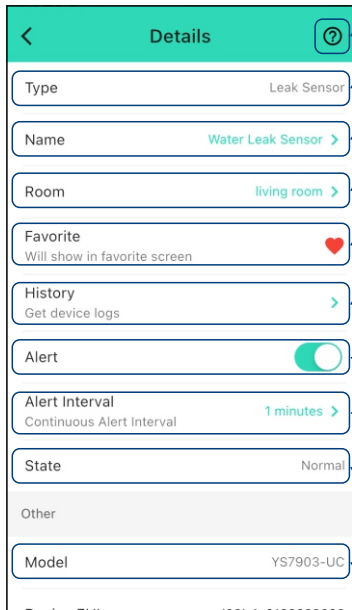 Details
Type Leak Sensor
Name Water Leak Sensor
Room living room
Favorite
Will show in favorite screen
History
Get device logs
Alert
Alert Interval
Continuous Alert Interval 1 minutes
State Normal
Other
Model YS7903-UC